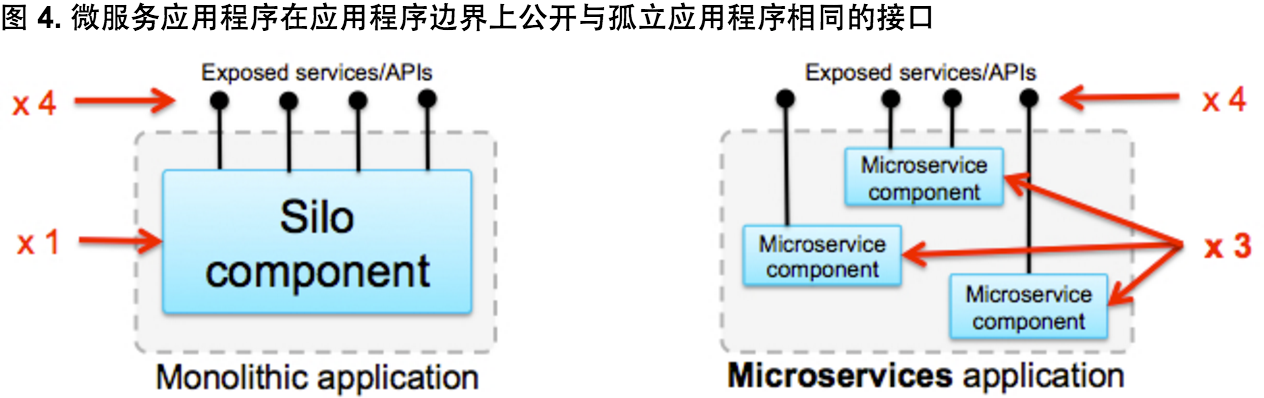 图 4. 微服务应用程序在应用程序边界上公开与孤立应用程序相同的接口
Exposed services/APIs
x 4
Silo
component
x 1
Monolithic application
Exposed services/APIs
x 4
Microservice
component
Microservice
component
x 3
Microservice
component
Microservices application